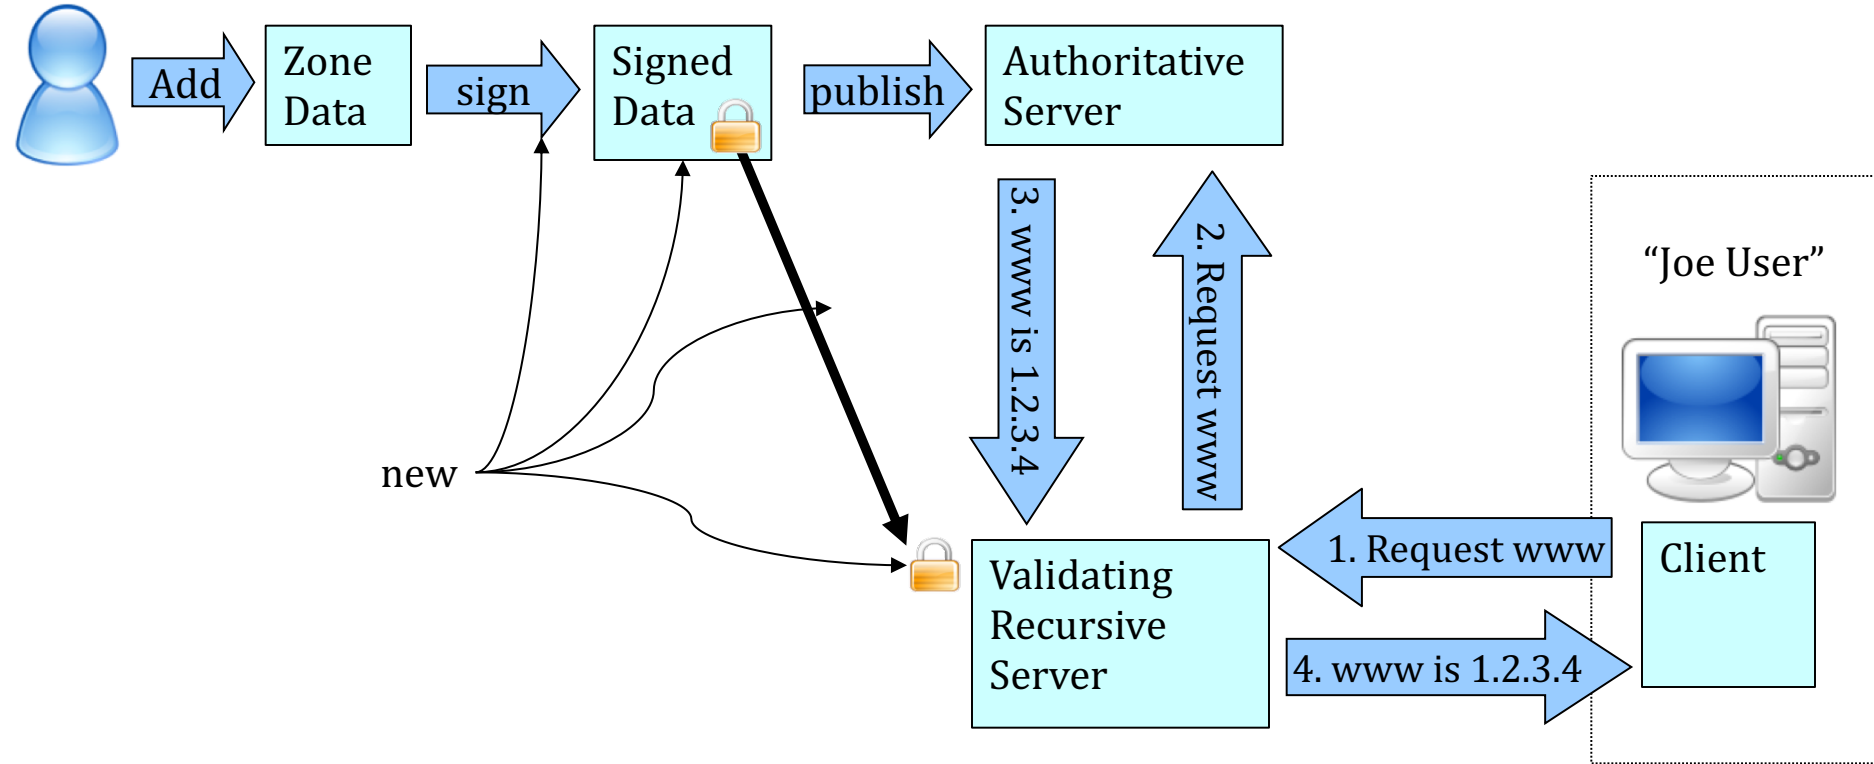 Add
Zone
Data
sign
Signed
Data
publish
Authoritative
Server
3. www is 1.2.3.4
2. Request www
“Joe User”
new
1. Request www
Client
Validating
Recursive
Server
4. www is 1.2.3.4